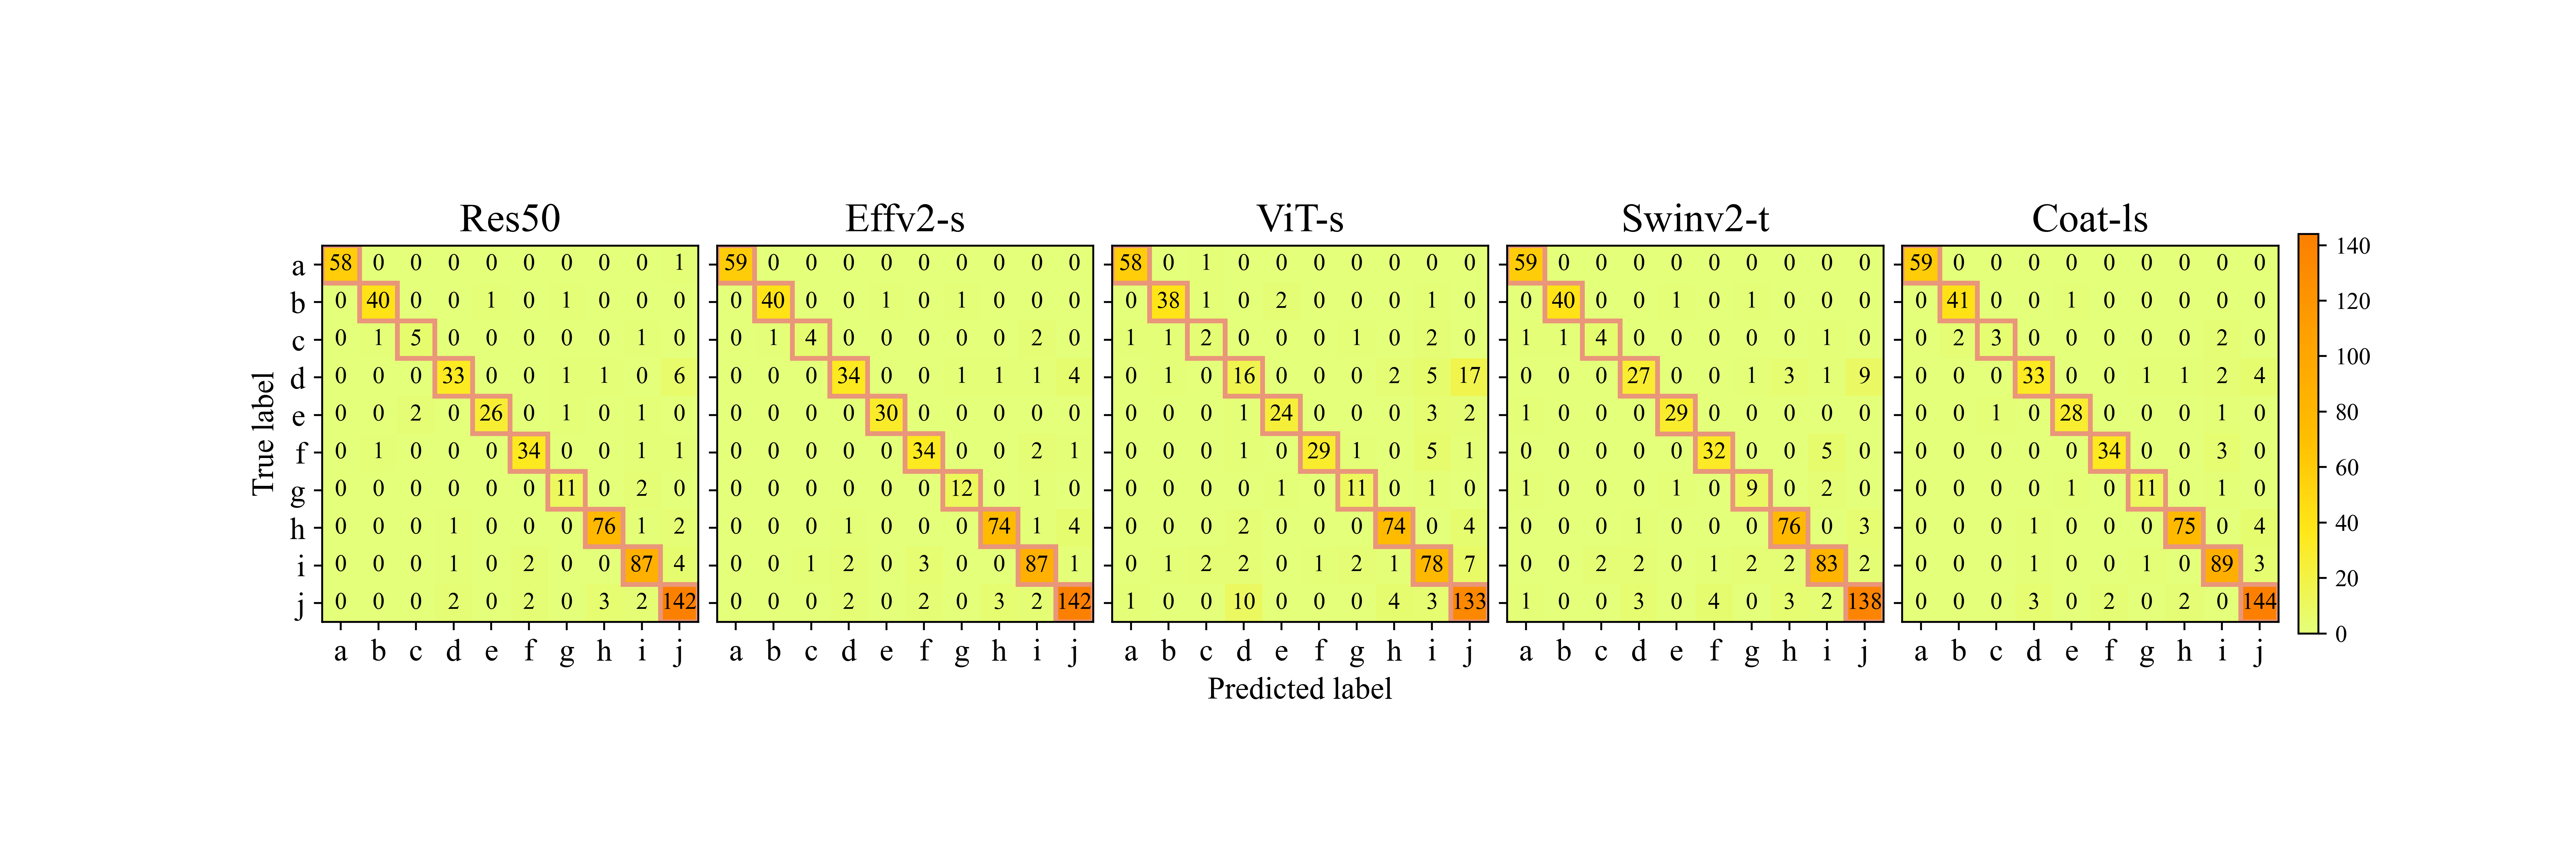 Res50 Effv2-s ViT-s Swinv2-t Coat-ls
a 58 0 0 0 0 0 0 0 0 1 59 0 0 0 0 0 0 0 0 0 58 0 1 0 0 0 0 0 0 0 59 0 0 0 0 0 0 0 0 0 59 0 0 0 0 0 0 0 0 0 140
b 0 40 0 0 1 0 1 0 0 0 0 40 0 0 1 0 1 0 0 0 0 38 1 0 2 0 0 0 1 0 0 40 0 0 1 0 1 0 0 0 0 41 0 0 1 0 0 0 0 0 120
c 0 1 5 0 0 0 0 0 1 0 0 1 4 0 0 0 0 0 2 0 1 1 2 0 0 0 1 0 2 0 1 1 4 0 0 0 0 0 1 0 0 2 3 0 0 0 0 0 2 0 100
d 0 0 0 33 0 0 1 1 0 6 0 0 0 34 0 0 1 1 1 4 0 1 0 16 0 0 0 2 5 17 0 0 0 27 0 0 1 3 1 9 0 0 0 33 0 0 1 1 2 4
e 0 0 2 0 26 0 1 0 1 0 0 0 0 0 30 0 0 0 0 0 0 0 0 1 24 0 0 0 3 2 1 0 0 0 29 0 0 0 0 0 0 0 1 0 28 0 0 0 1 0 80
f 0 1 0 0 0 34 0 0 1 1 0 0 0 0 0 34 0 0 2 1 0 0 0 1 0 29 1 0 5 1 0 0 0 0 0 32 0 0 5 0 0 0 0 0 0 34 0 0 3 0 60
g 0 0 0 0 0 0 11 0 2 0 0 0 0 0 0 0 12 0 1 0 0 0 0 0 1 0 11 0 1 0 1 0 0 0 1 0 9 0 2 0 0 0 0 0 1 0 11 0 1 0
h 0 0 0 1 0 0 0 76 1 2 0 0 0 1 0 0 0 74 1 4 0 0 0 2 0 0 0 74 0 4 0 0 0 1 0 0 0 76 0 3 0 0 0 1 0 0 0 75 0 4 40
i 0 0 0 1 0 2 0 0 87 4 0 0 1 2 0 3 0 0 87 1 0 1 2 2 0 1 2 1 78 7 0 0 2 2 0 1 2 2 83 2 0 0 0 1 0 0 1 0 89 3 20
j 0 0 0 2 0 2 0 3 2 142 0 0 0 2 0 2 0 3 2 142 1 0 0 10 0 0 0 4 3 133 1 0 0 3 0 4 0 3 2 138 0 0 0 3 0 2 0 2 0 144 0
a b c d e f g h i j a b c d e f g h i j a b c d e f g h i j a b c d e f g h i j a b c d e f g h i j
True label
Predicted label